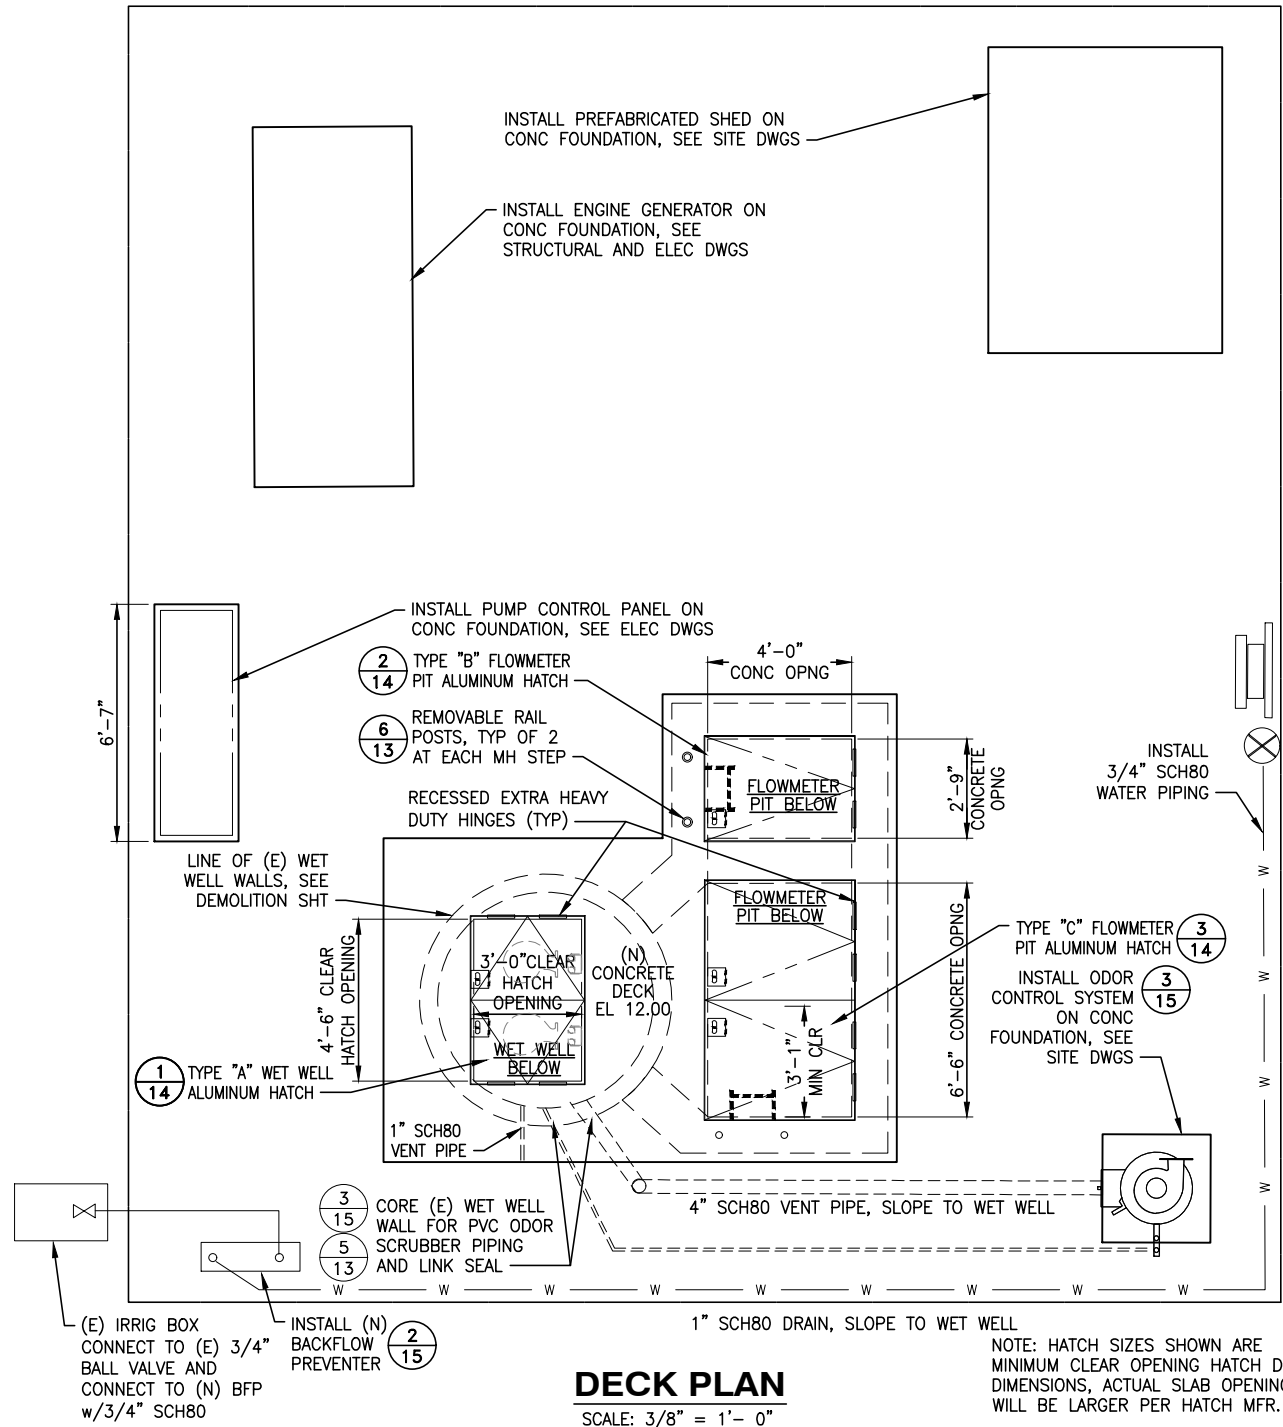 INSTALL PREFABRICATED SHED ON
CONC FOUNDATION, SEE SITE DWGS
INSTALL ENGINE GENERATOR ON
CONC FOUNDATION, SEE
STRUCTURAL AND ELEC DWGS
INSTALL PUMP CONTROL PANEL ON
CONC FOUNDATION, SEE ELEC DWGS
6'-7"
2
14
TYPE "B" FLOWMETER
PIT ALUMINUM HATCH
4'-0"
CONC OPNG
6
13
REMOVABLE RAIL
POSTS, TYP OF 2
AT EACH MH STEP
RECESSED EXTRA HEAVY
DUTY HINGES (TYP)
FLOWMETER
PIT BELOW
2'-9"
CONCRETE
OPNG
INSTALL
3/4" SCH80
WATER PIPING
LINE OF (E) WET
WELL WALLS, SEE
DEMOLITION SHT
FLOWMETER
PIT BELOW
4'-6" CLEAR
HATCH OPENING
3'-0"CLEAR
HATCH
OPENING
(N)
CONCRETE
DECK
EL 12.00
WET WELL
BELOW
3'-1"
MIN CLR
6'-6" CONCRETE OPNG
TYPE "C" FLOWMETER
PIT ALUMINUM HATCH
3
14
INSTALL ODOR
CONTROL SYSTEM
ON CONC
FOUNDATION, SEE
SITE DWGS
3
15
1
14
TYPE "A" WET WELL
ALUMINUM HATCH
1" SCH80
VENT PIPE
3
15
5
13
CORE (E) WET WELL
WALL FOR PVC ODOR
SCRUBBER PIPING
AND LINK SEAL
4" SCH80 VENT PIPE, SLOPE TO WET WELL
W
W
W
W
W
W
W
W
W
W
W
W
W
(E) IRRIG BOX
CONNECT TO (E) 3/4"
BALL VALVE AND
CONNECT TO (N) BFP
w/3/4" SCH80
INSTALL (N)
BACKFLOW
PREVENTER
2
15
1" SCH80 DRAIN, SLOPE TO WET WELL
NOTE: HATCH SIZES SHOWN ARE
MINIMUM CLEAR OPENING HATCH D
DIMENSIONS, ACTUAL SLAB OPENING
WILL BE LARGER PER HATCH MFR.
DECK PLAN
SCALE: 3/8" = 1'- 0"